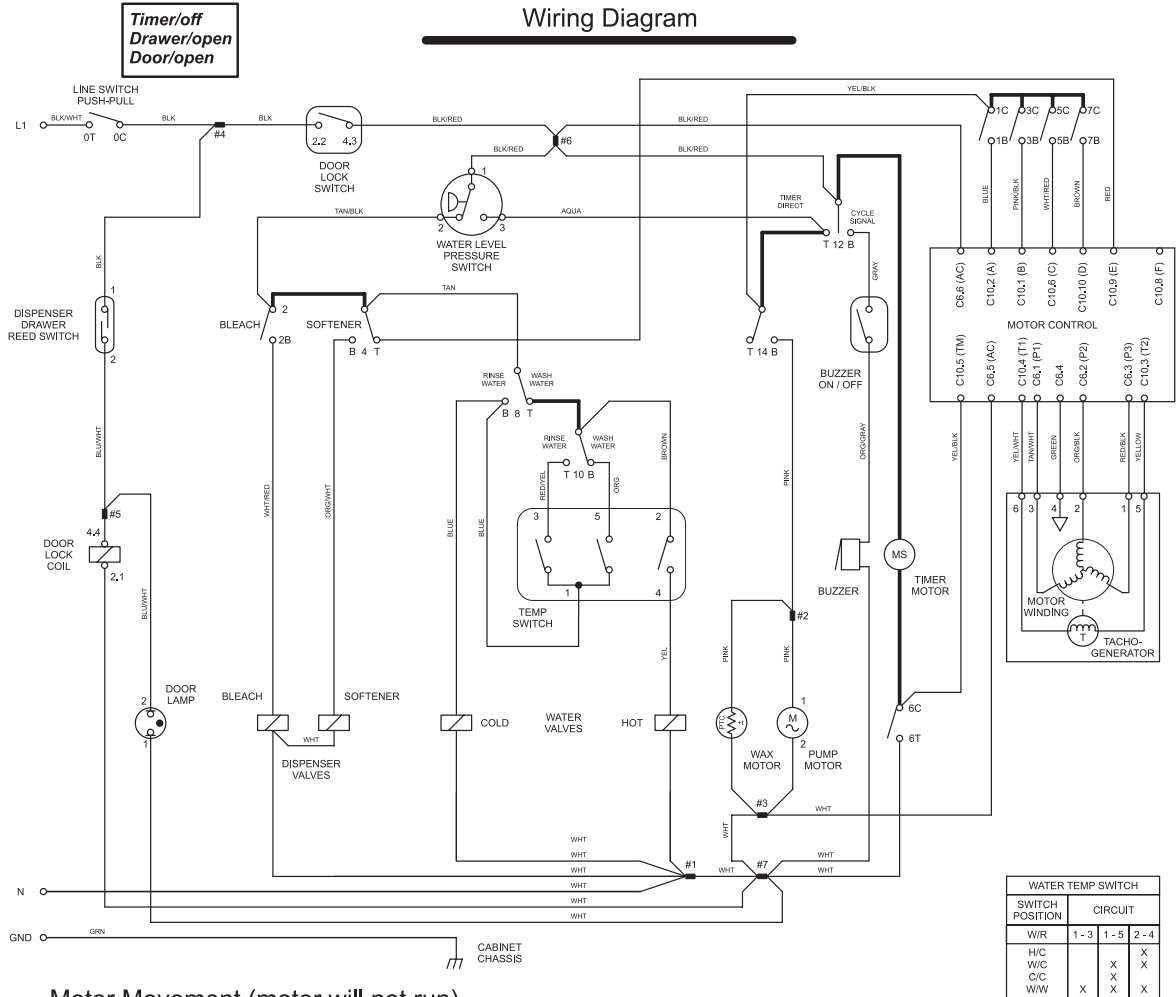 Wiring Diagram
Timer/off
Drawer/open
Door/open
LINE SWITCH
PUSH-PULL
L1
BLK/WHT
0T
0C
BLK
#4
BLK
2.2
4.3
DOOR
LOCK
SWITCH
BLK/RED
#6
BLK/RED
BLK/RED
BLK/RED
YEL/BLK
1C
3C
5C
7C
1B
3B
5B
7B
1
2
3
WATER LEVEL
PRESSURE
SWITCH
TAN/BLK
AQUA
TIMER
DIRECT
CYCLE
SIGNAL
T 12 B
BLUE
PINK/BLK
WHT/RED
BROWN
RED
GRAY
BLK
1
DISPENSER
DRAWER
REED SWITCH
2
TAN
BLEACH
2
2B
SOFTENER
B 4 T
T 14 B
BUZZER
ON / OFF
C6.6 (AC)
C10.2 (A)
C10.1 (B)
C10.6 (C)
C10.10 (D)
C10.9 (E)
C10.8 (F)
MOTOR CONTROL
C10.5 (TM)
C6.5 (AC)
C10.4 (T1)
C6.1 (P1)
C6.4
C6.2 (P2)
C6.3 (P3)
C10.3 (T2)
RINSE
WATER
WASH
WATER
B 8 T
RINSE
WATER
WASH
WATER
T 10 B
BLU/WHT
WHT/RED
ORG/WHT
BLUE
BLUE
RED/YEL
ORG
BROWN
PINK
ORG/GRAY
YEL/BLK
YEL/WHT
TAN/WHT
GREEN
ORG/BLK
RED/BLK
YELLOW
3
5
2
1
4
TEMP
SWITCH
6
3
4
2
1
5
MOTOR
WINDING
T
TACHO-
GENERATOR
#5
4.4
DOOR
LOCK
COIL
2.1
BLU/WHT
BUZZER
MS
TIMER
MOTOR
#2
PINK
PINK
YEL
DOOR
LAMP
2
1
BLEACH
SOFTENER
WHT
DISPENSER
VALVES
COLD
WATER
VALVES
HOT
PTC
+t
WAX
MOTOR
1
M
2
PUMP
MOTOR
6C
6T
#3
WHT
WHT
WHT
WHT
WHT
WHT
WHT
#1
WHT
#7
WHT
WHT
WHT
N
GND
GRN
CABINET
CHASSIS
WATER TEMP SWITCH
SWITCH
POSITION
CIRCUIT
W/R
1 - 3
1 - 5
2 - 4
H/C X
W/C X X
C/C X
W/W X X X
Motor Movement (motor will not run)